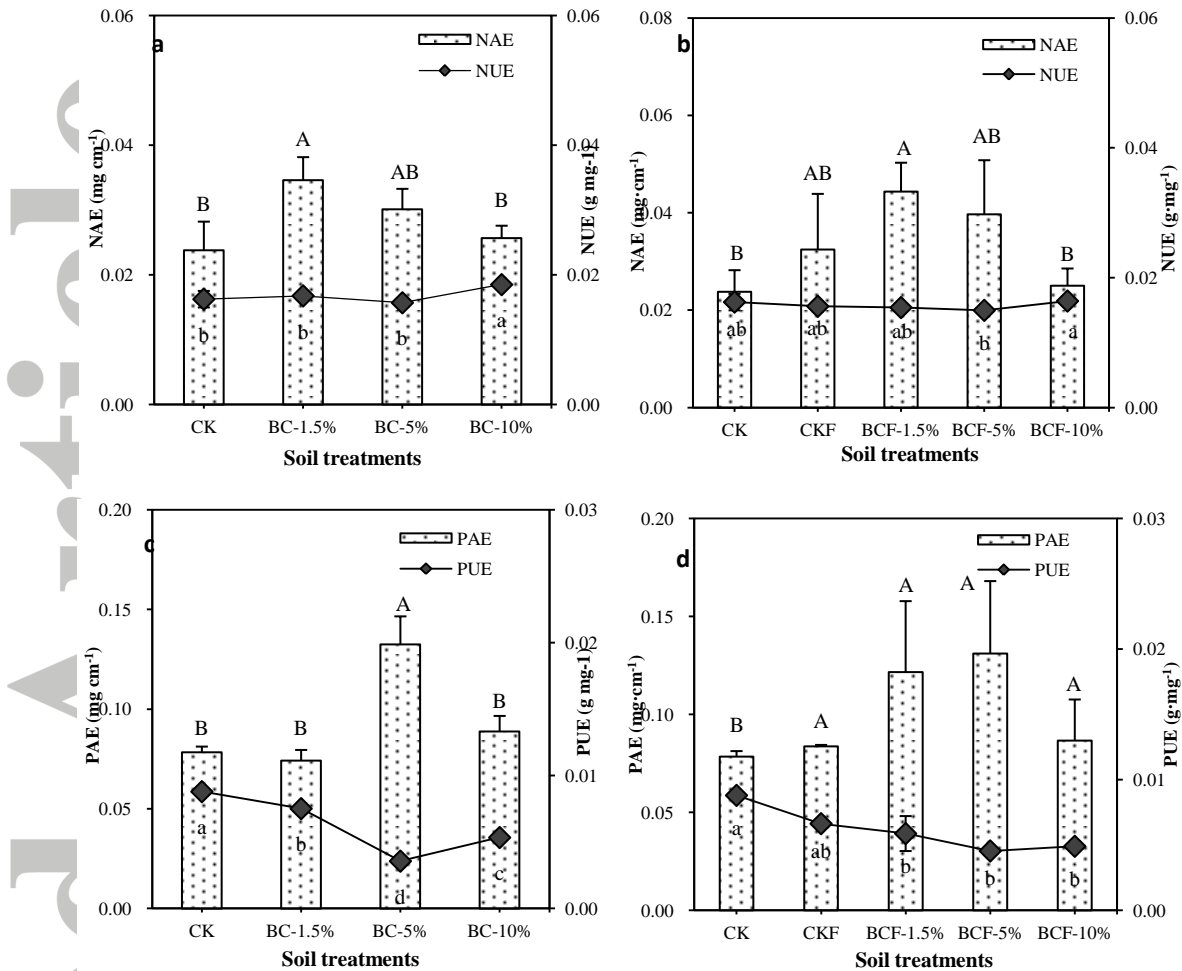 a
NAE
NUE
0.06
0.04
0.02
0.00
NAE (mg cm-1)
0.06
0.04
0.02
0.00
NUE (g mg-1)
B
A
AB
B
b
b
b
a
CK
BC-1.5%
BC-5%
BC-10%
Soil treatments
b
NAE
NUE
0.08
0.06
0.04
0.02
0.00
NAE (mg·cm-1)
0.06
0.04
0.02
0.00
NUE (g·mg-1)
B
AB
A
AB
B
ab
ab
ab
b
a
CK
CKF
BCF-1.5%
BCF-5%
BCF-10%
Soil treatments
c
PAE
PUE
0.20
0.15
0.10
0.05
0.00
PAE (mg cm-1)
0.03
0.02
0.01
0.00
PUE (g mg-1)
B
B
A
B
a
b
d
c
CK
BC-1.5%
BC-5%
BC-10%
Soil treatments
d
PAE
PUE
0.20
0.15
0.10
0.05
0.00
PAE (mg·cm-1)
0.03
0.02
0.01
0.00
PUE (g·mg-1)
B
A
A
A
A
a
ab
b
b
b
CK
CKF
BCF-1.5%
BCF-5%
BCF-10%
Soil treatments